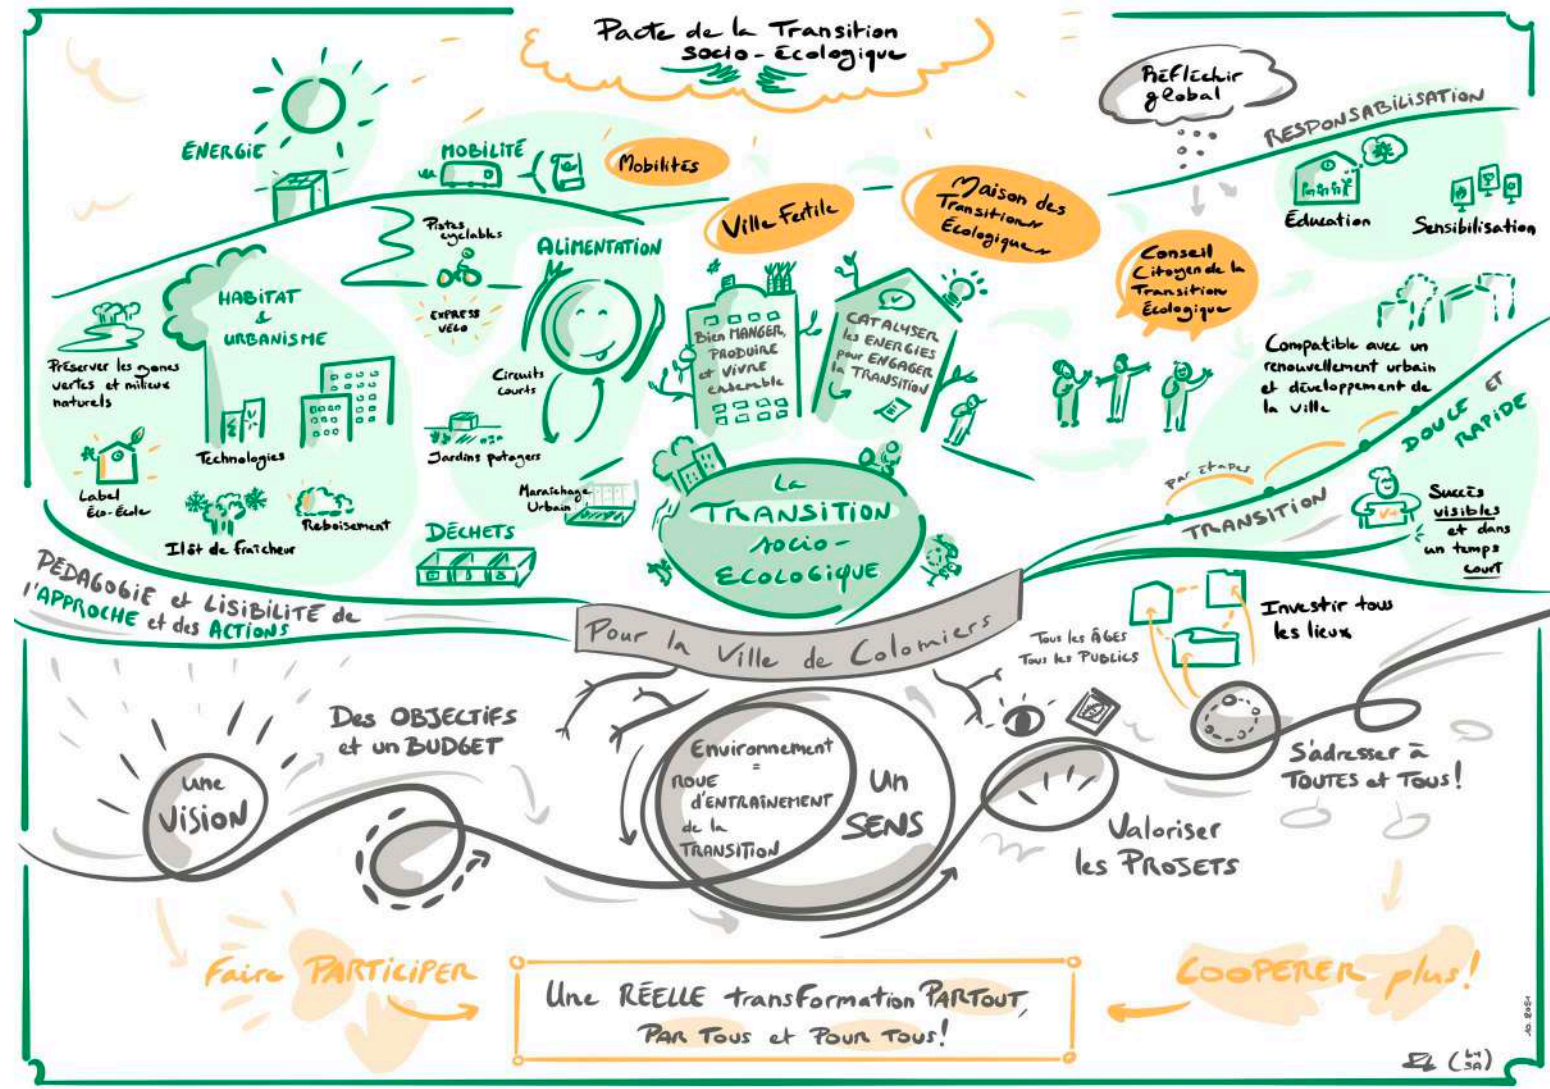 Pacte de la Transition
socio-Écologique
Réfléchir
global
RESPONSABILISATION
ÉNERGIE
MOBILITÉ
Mobilités
Éducation
Sensibilisation
Ville Fertile
Maison des
Transitions
Écologiques
Conseil
Citoyen de la
Transition
Écologique
Pistes
cyclables
EXPRESS
VÉLO
ALIMENTATION
HABITAT
&
URBANISME
Préserver les zones
vertes et milieux
naturels
Technologies
Label
Éco-École
Ilôt de fraîcheur
Reboisement
Circuits
courts
Jardins potagers
Maraîchage
Urbain
DÉCHETS
Bien MANGER,
PRODUIRE
et VIVRE
ensemble
CATALYSER
les ENERGIES
pour ENGAGER
la TRANSITION
Compatible avec un
renouvellement urbain
et développement de
la ville
par étapes
TRANSITION
DOUCE ET
RAPIDE
Succès
visibles
et dans
un temps
court
La
TRANSITION
socio-
ECOLOGIQUE
Pour la Ville de Colomiers
PÉDAGOGIE et LISIBILITÉ de
l'APPROCHE et des ACTIONS
Tous les ÂGES
Tous les PUBLICS
Investir tous
les lieux
une
VISION
Des OBJECTIFS
et un BUDGET
Environnement
=
ROUE
d'ENTRAÎNEMENT
de la
TRANSITION
Un
SENS
Valoriser
les PROJETS
S'adresser à
TOUTES et TOUS!
Faire PARTICIPER
COOPERER plus!
Une RÉELLE transformation PARTOUT,
PAR TOUS et POUR TOUS!